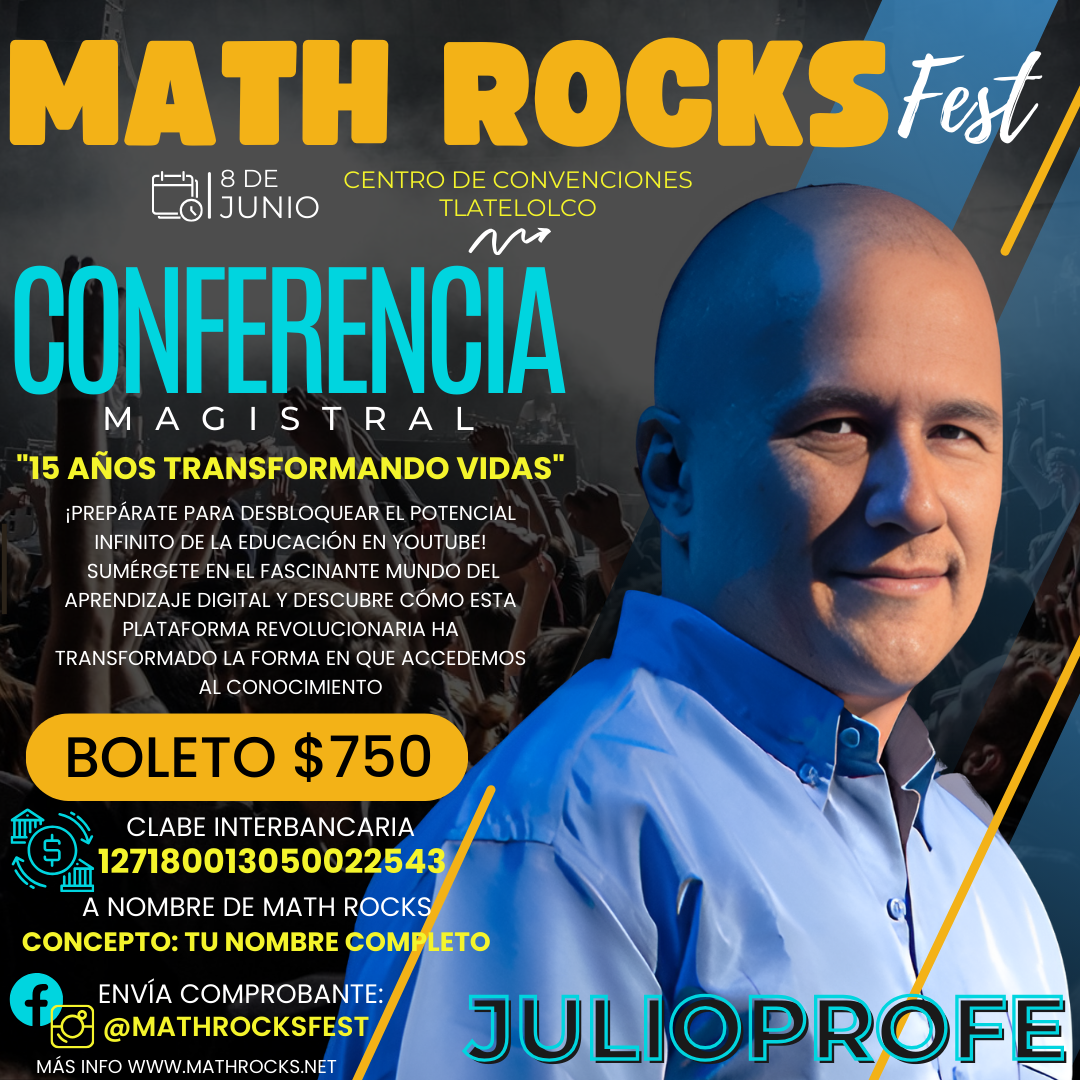 MATH ROCKS Fest
8 DE
JUNIO
CENTRO DE CONVENCIONES
TLATELOLCO
CONFERENCIA
MAGISTRAL
"15 AÑOS TRANSFORMANDO VIDAS"
¡PREPÁRATE PARA DESBLOQUEAR EL POTENCIAL
INFINITO DE LA EDUCACIÓN EN YOUTUBE!
SUMÉRGETE EN EL FASCINANTE MUNDO DEL
APRENDIZAJE DIGITAL Y DESCUBRE CÓMO ESTA
PLATAFORMA REVOLUCIONARIA HA
TRANSFORMADO LA FORMA EN QUE ACCEDEMOS
AL CONOCIMIENTO
BOLETO $750
CLABE INTERBANCARIA
127180013050022543
A NOMBRE DE MATH ROCKS
CONCEPTO: TU NOMBRE COMPLETO
ENVÍA COMPROBANTE:
@MATHROCKSFEST
MÁS INFO WWW.MATHROCKS.NET
JULIOPROFE